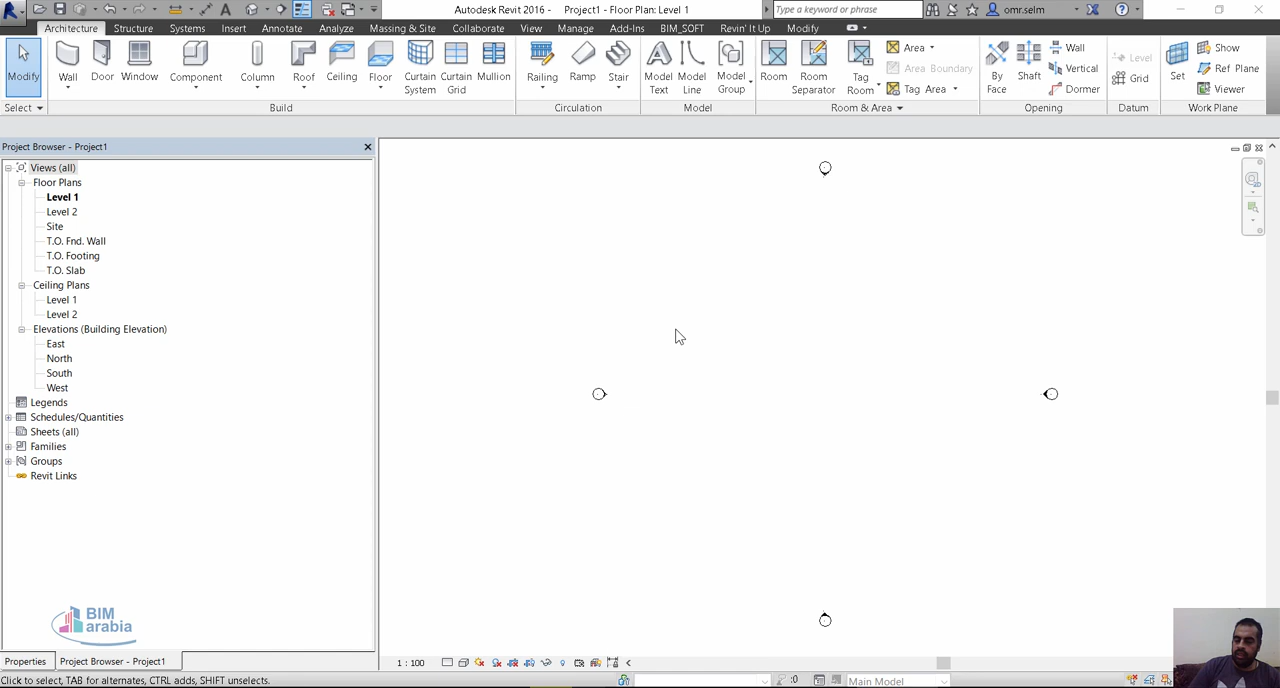 Autodesk Revit 2016 - Project1 - Floor Plan: Level 1
Type a keyword or phrase
omr.selm
Architecture Structure Systems Insert Annotate Analyze Massing & Site Collaborate View Manage Add-Ins BIM_SOFT Revin' It Up Modify
Modify Wall Door Window Component Column Roof Ceiling Floor Curtain System Curtain Grid Mullion Railing Ramp Stair Model Text Model Line Model Group Room Room Separator Tag Room By Face Shaft Set
Area
Area Boundary
Tag Area
Wall
Vertical
Dormer
Level
Grid
Show
Ref Plane
Viewer
Select Build Circulation Model Room & Area Opening Datum Work Plane
Project Browser - Project1
Views (all)
Floor Plans
Level 1
Level 2
Site
T.O. Fnd. Wall
T.O. Footing
T.O. Slab
Ceiling Plans
Level 1
Level 2
Elevations (Building Elevation)
East
North
South
West
Legends
Schedules/Quantities
Sheets (all)
Families
Groups
Revit Links
BIM
arabia
Properties Project Browser - Project1
1 : 100
Click to select, TAB for alternates, CTRL adds, SHIFT unselects.
:0
Main Model